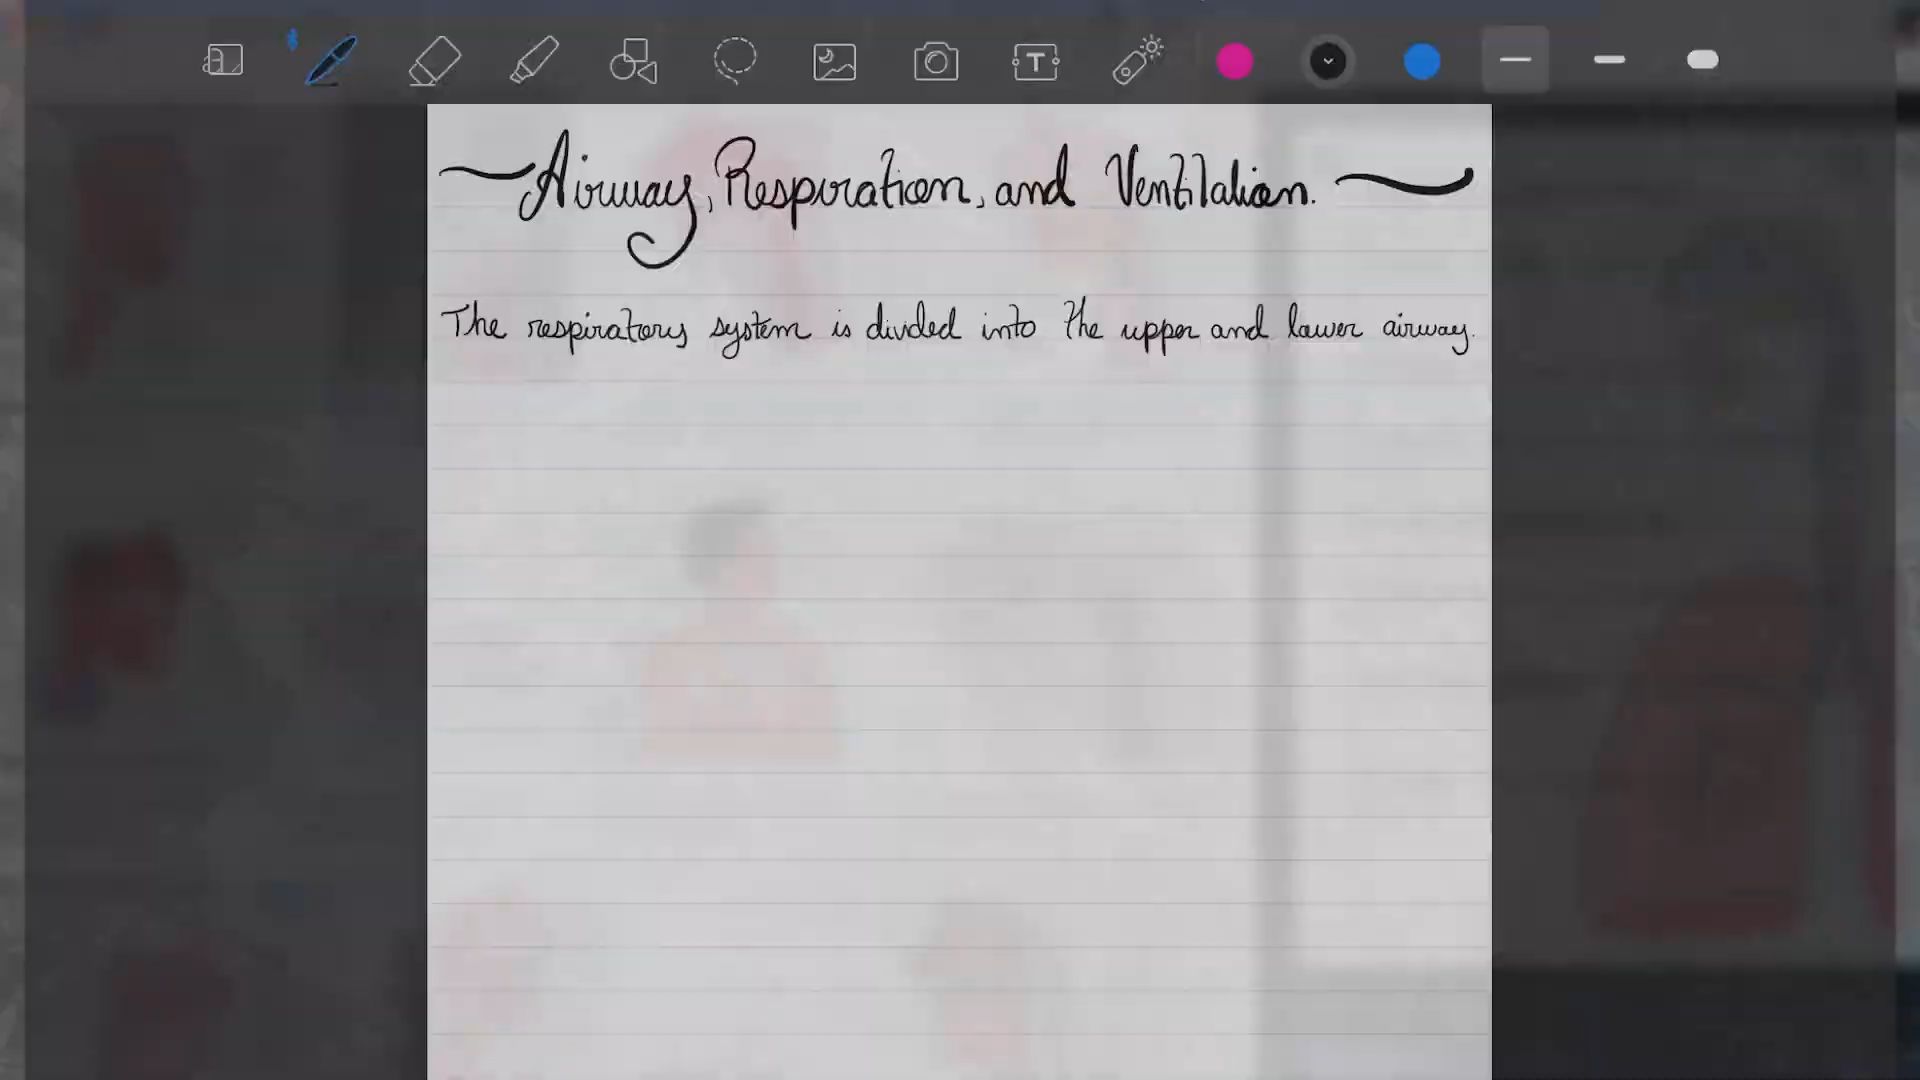 Airway, Respiration, and Ventilation.
The respiratory system is divided into the upper and lower airway.